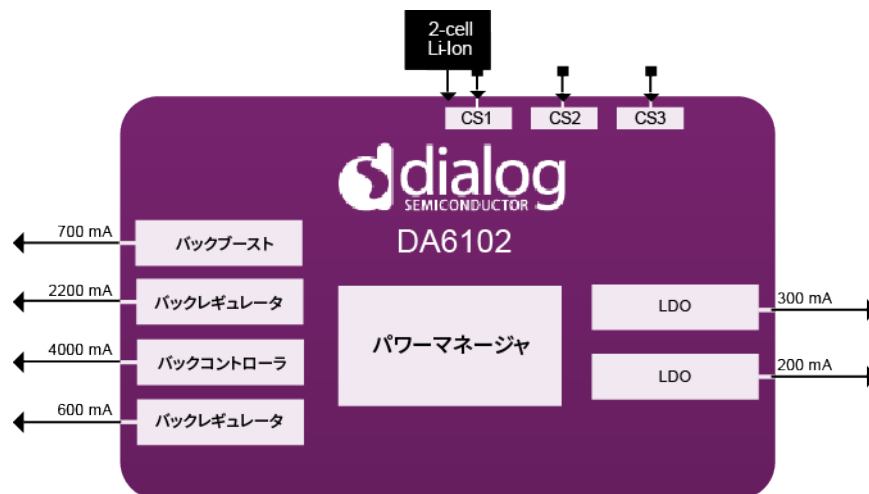 2-cell
Li-Ion
CS1
CS2
CS3
dialog
SEMICONDUCTOR
DA6102
700 mA
バックブースト
2200 mA
バックレギュレータ
4000 mA
バックコントローラ
600 mA
バックレギュレータ
パワーマネージャ
LDO
300 mA
LDO
200 mA